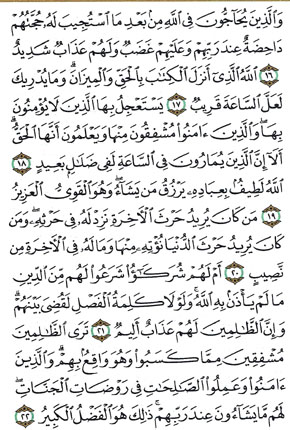 وَٱلَّذِينَ يُحَآجُّونَ فِى ٱللَّهِ مِنۢ بَعْدِ مَا ٱسْتُجِيبَ لَهُۥ حُجَّتُهُمْ
دَاحِضَةٌ عِندَ رَبِّهِمْ وَعَلَيْهِمْ غَضَبٌ وَلَهُمْ عَذَابٌ شَدِيدٌ
١٦ ٱللَّهُ ٱلَّذِىٓ أَنزَلَ ٱلْكِتَٰبَ بِٱلْحَقِّ وَٱلْمِيزَانَ ۗ وَمَا يُدْرِيكَ
لَعَلَّ ٱلسَّاعَةَ قَرِيبٌ ١٧ يَسْتَعْجِلُ بِهَا ٱلَّذِينَ لَا يُؤْمِنُونَ
بِهَا ۖ وَٱلَّذِينَ ءَامَنُوا۟ مُشْفِقُونَ مِنْهَا وَيَعْلَمُونَ أَنَّهَا ٱلْحَقُّ ۗ
أَلَآ إِنَّ ٱلَّذِينَ يُمَارُونَ فِى ٱلسَّاعَةِ لَفِى ضَلَٰلٍۭ بَعِيدٍ ١٨
ٱللَّهُ لَطِيفٌۢ بِعِبَادِهِۦ يَرْزُقُ مَن يَشَآءُ ۖ وَهُوَ ٱلْقَوِىُّ ٱلْعَزِيزُ
١٩ مَن كَانَ يُرِيدُ حَرْثَ ٱلْءَاخِرَةِ نَزِدْ لَهُۥ فِى حَرْثِهِۦ ۖ وَمَن
كَانَ يُرِيدُ حَرْثَ ٱلدُّنْيَا نُؤْتِهِۦ مِنْهَا وَمَا لَهُۥ فِى ٱلْءَاخِرَةِ مِن
نَّصِيبٍ ٢٠ أَمْ لَهُمْ شُرَكَٰٓؤُا۟ شَرَعُوا۟ لَهُم مِّنَ ٱلدِّينِ
مَا لَمْ يَأْذَنۢ بِهِ ٱللَّهُ ۚ وَلَوْلَا كَلِمَةُ ٱلْفَصْلِ لَقُضِىَ بَيْنَهُمْ ۗ
وَإِنَّ ٱلظَّٰلِمِينَ لَهُمْ عَذَابٌ أَلِيمٌ ٢١ تَرَى ٱلظَّٰلِمِينَ
مُشْفِقِينَ مِمَّا كَسَبُوا۟ وَهُوَ وَاقِعٌۢ بِهِمْ ۗ وَٱلَّذِينَ
ءَامَنُوا۟ وَعَمِلُوا۟ ٱلصَّٰلِحَٰتِ فِى رَوْضَاتِ ٱلْجَنَّاتِ ۖ
لَهُم مَّا يَشَآءُونَ عِندَ رَبِّهِمْ ۚ ذَٰلِكَ هُوَ ٱلْفَضْلُ ٱلْكَبِيرُ ٢٢